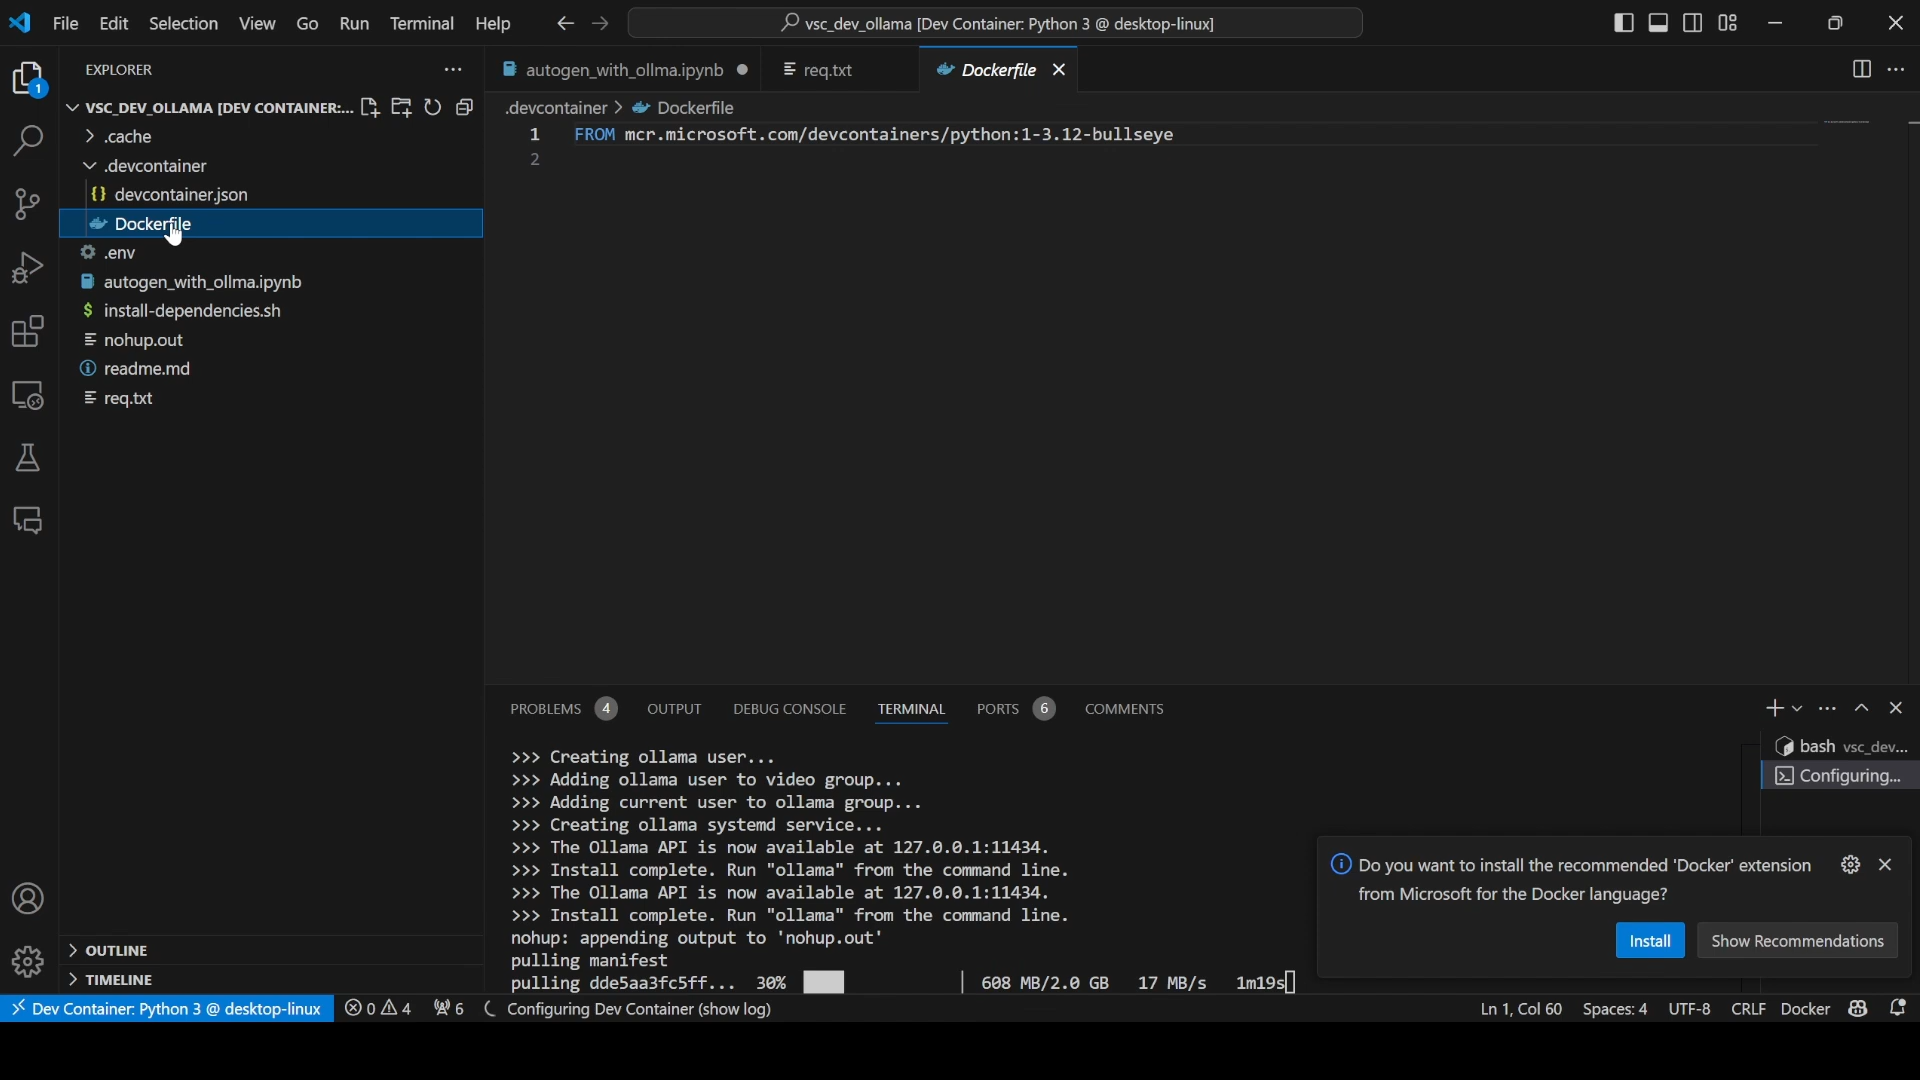 File Edit Selection View Go Run Terminal Help
vsc_dev_ollama [Dev Container: Python 3 @ desktop-linux]
1
EXPLORER
VSC_DEV_OLLAMA [DEV CONTAINER:...
.cache
.devcontainer
{} devcontainer.json
Dockerfile
.env
autogen_with_ollma.ipynb
$ install-dependencies.sh
nohup.out
readme.md
req.txt
OUTLINE
TIMELINE
autogen_with_ollma.ipynb req.txt Dockerfile
.devcontainer > Dockerfile
1 FROM mcr.microsoft.com/devcontainers/python:1-3.12-bullseye
2
PROBLEMS 4 OUTPUT DEBUG CONSOLE TERMINAL PORTS 6 COMMENTS
>>> Creating ollama user...
>>> Adding ollama user to video group...
>>> Adding current user to ollama group...
>>> Creating ollama systemd service...
>>> The Ollama API is now available at 127.0.0.1:11434.
>>> Install complete. Run "ollama" from the command line.
>>> The Ollama API is now available at 127.0.0.1:11434.
>>> Install complete. Run "ollama" from the command line.
nohup: appending output to 'nohup.out'
pulling manifest
pulling dde5aa3fc5ff... 30% 608 MB/2.0 GB 17 MB/s 1m19s
bash vsc_dev...
Configuring...
Do you want to install the recommended 'Docker' extension
from Microsoft for the Docker language?
Install Show Recommendations
Dev Container: Python 3 @ desktop-linux 0 4 6 Configuring Dev Container (show log) Ln 1, Col 60 Spaces: 4 UTF-8 CRLF Docker